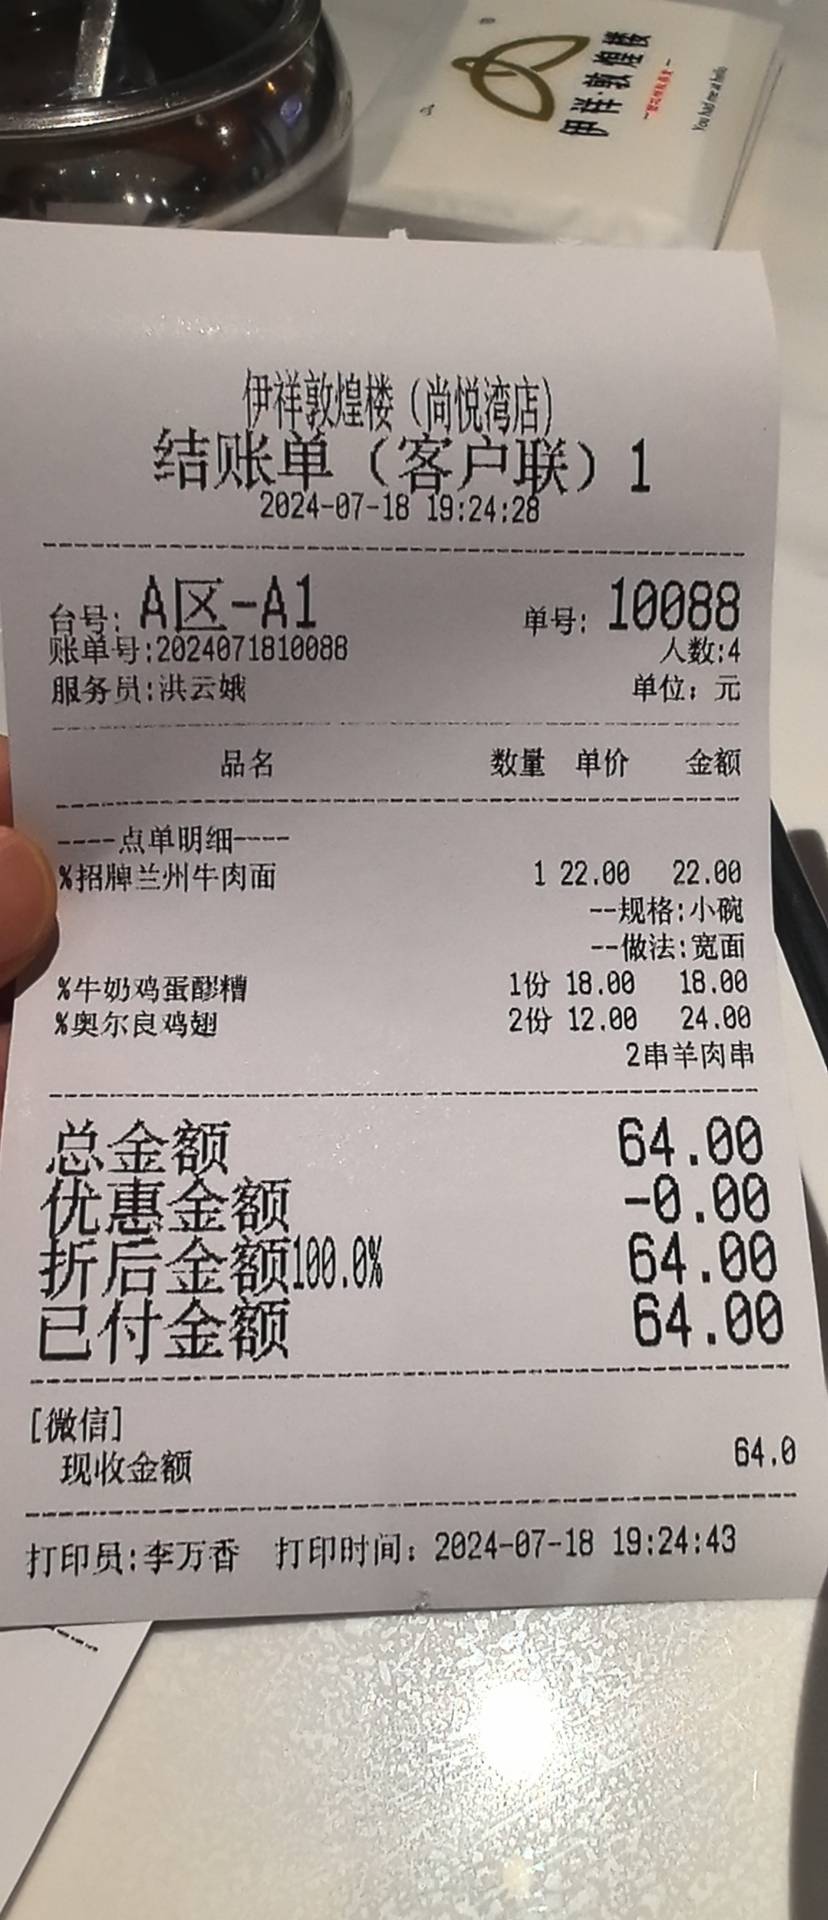 伊祥·敦煌楼
You had me at hello
伊祥敦煌楼（尚悦湾店）
结账单（客户联）1
2024-07-18 19:24:28
台号: A区-A1 单号: 10088
账单号:2024071810088 人数:4
服务员:洪云娥 单位：元
品名 数量 单价 金额
----点单明细----
%招牌兰州牛肉面 1 22.00 22.00
--规格:小碗
--做法:宽面
%牛奶鸡蛋醪糟 1份 18.00 18.00
%奥尔良鸡翅 2份 12.00 24.00
2串羊肉串
总金额 64.00
优惠金额 -0.00
折后金额100.0% 64.00
已付金额 64.00
[微信]
现收金额 64.0
打印员:李万香 打印时间：2024-07-18 19:24:43